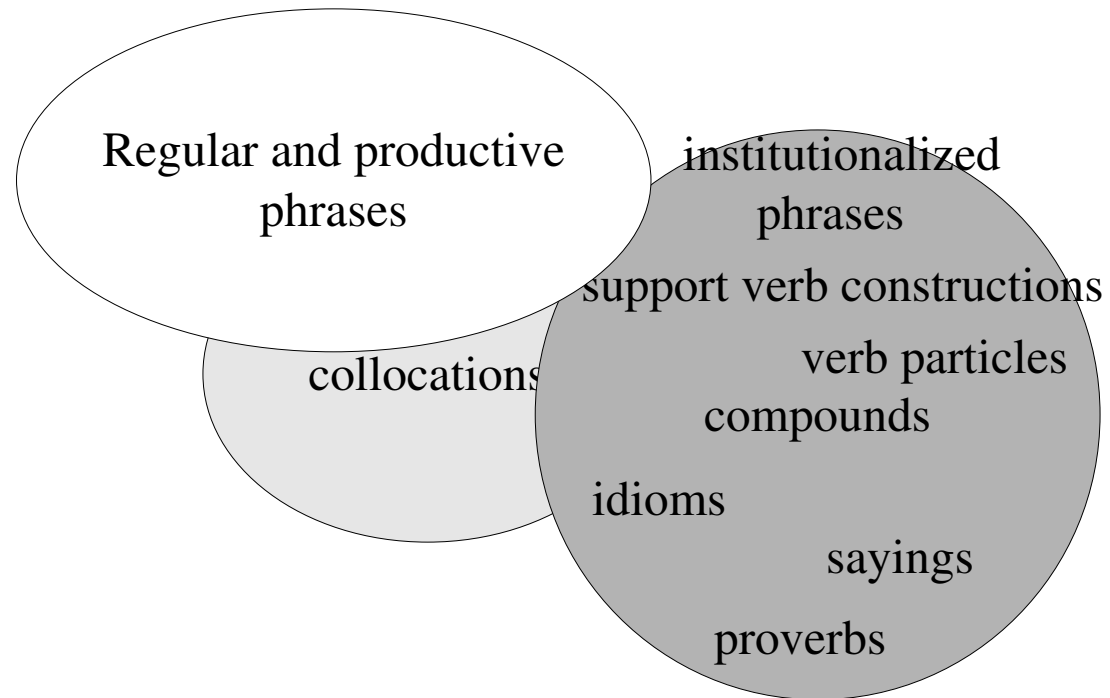 Regular and productive
phrases
institutionalized
phrases
support verb constructions
verb particles
collocations
compounds
idioms
sayings
proverbs